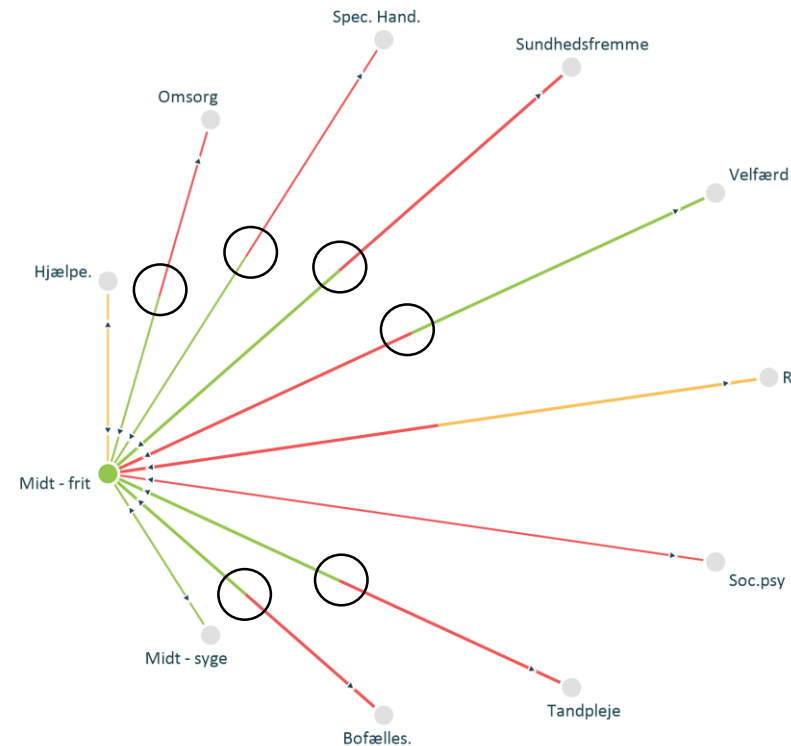 Spec. Hand.
Sundhedsfremme
Omsorg
Velfærd
Hjælpe.
R
Midt - frit
Soc.psy
Midt - syge
Tandpleje
Bofælles.